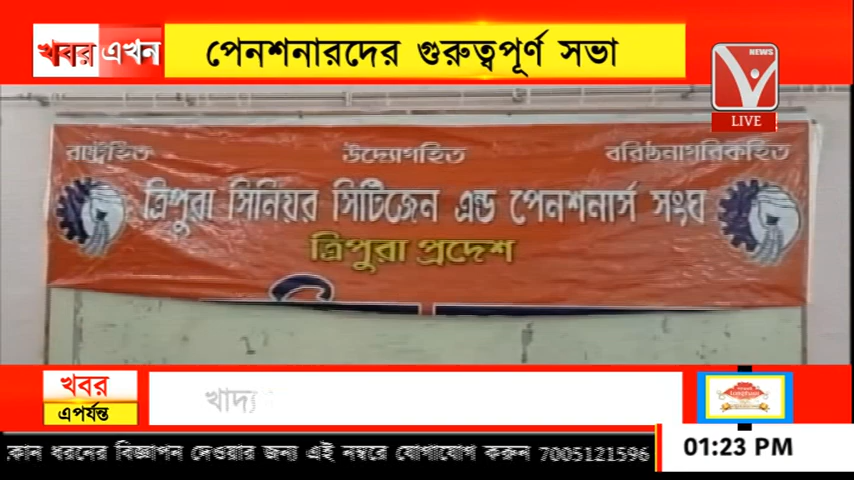 খবর এখন
পেনশনারদের গুরুত্বপূর্ণ সভা
NEWS
LIVE
রাষ্ট্রহিত উদ্যোগহিত বরিষ্ঠনাগরিকহিত
ত্রিপুরা সিনিয়র সিটিজেন এন্ড পেনশনার্স সংঘ
ত্রিপুরা প্রদেশ
খবর
এপর্যন্ত
কোন ধরনের বিজ্ঞাপন দেওয়ার জন্য এই নম্বরে যোগাযোগ করুন 7005121596
01:23 PM